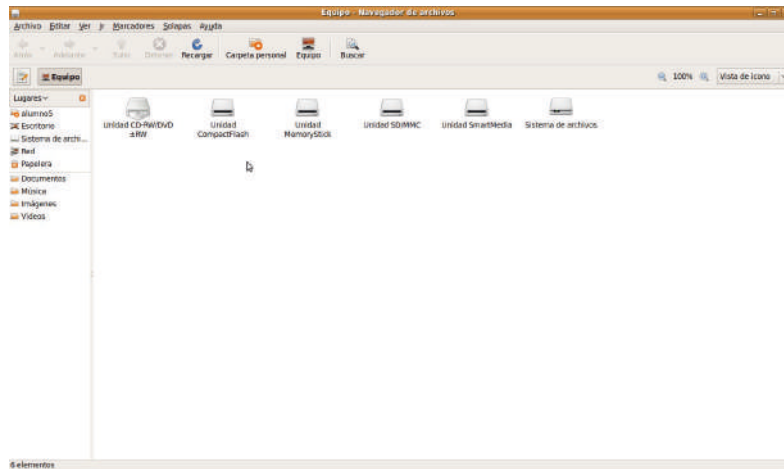 Equipo - Navegador de archivos
Archivo Editar Ver Ir Marcadores Solapas Ayuda
Atrás Adelante Subir Detener Recargar Carpeta personal Equipo Buscar
Equipo 100% Vista de icono
Lugares
alumno5
Escritorio
Sistema de archi...
Red
Papelera
Documentos
Música
Imágenes
Vídeos
Unidad CD-RW/DVD ±RW
Unidad CompactFlash
Unidad MemoryStick
Unidad SD/MMC
Unidad SmartMedia
Sistema de archivos
6 elementos